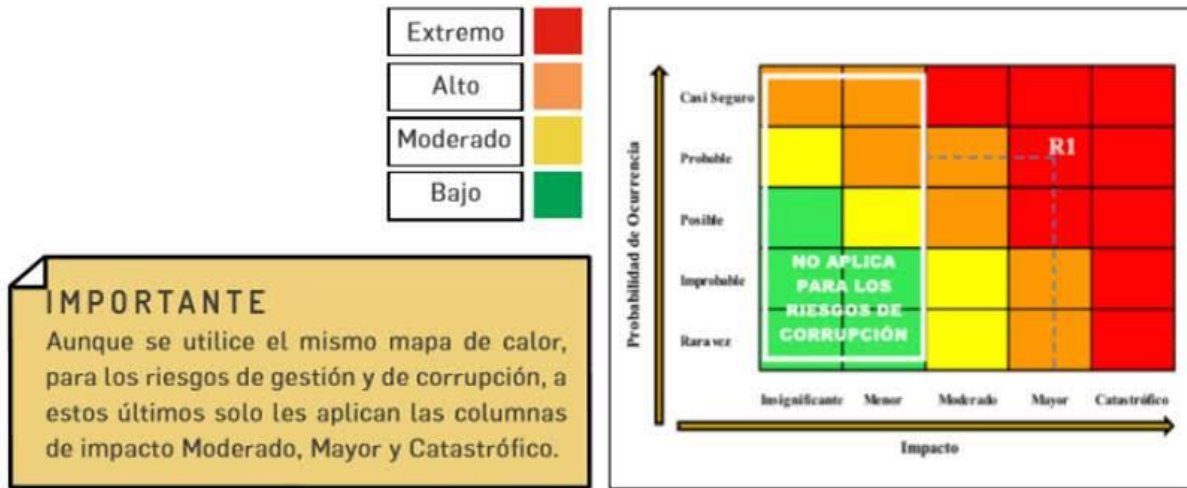 Extremo
Alto
Moderado
Bajo
IMPORTANTE
Aunque se utilice el mismo mapa de calor,
para los riesgos de gestión y de corrupción, a
estos últimos solo les aplican las columnas
de impacto Moderado, Mayor y Catastrófico.
Probabilidad de Ocurrencia
Casi Seguro
Probable
Posible
Improbable
Rara vez
R1
NO APLICA
PARA LOS
RIESGOS DE
CORRUPCIÓN
Insignificante Menor Moderado Mayor Catastrófico
Impacto